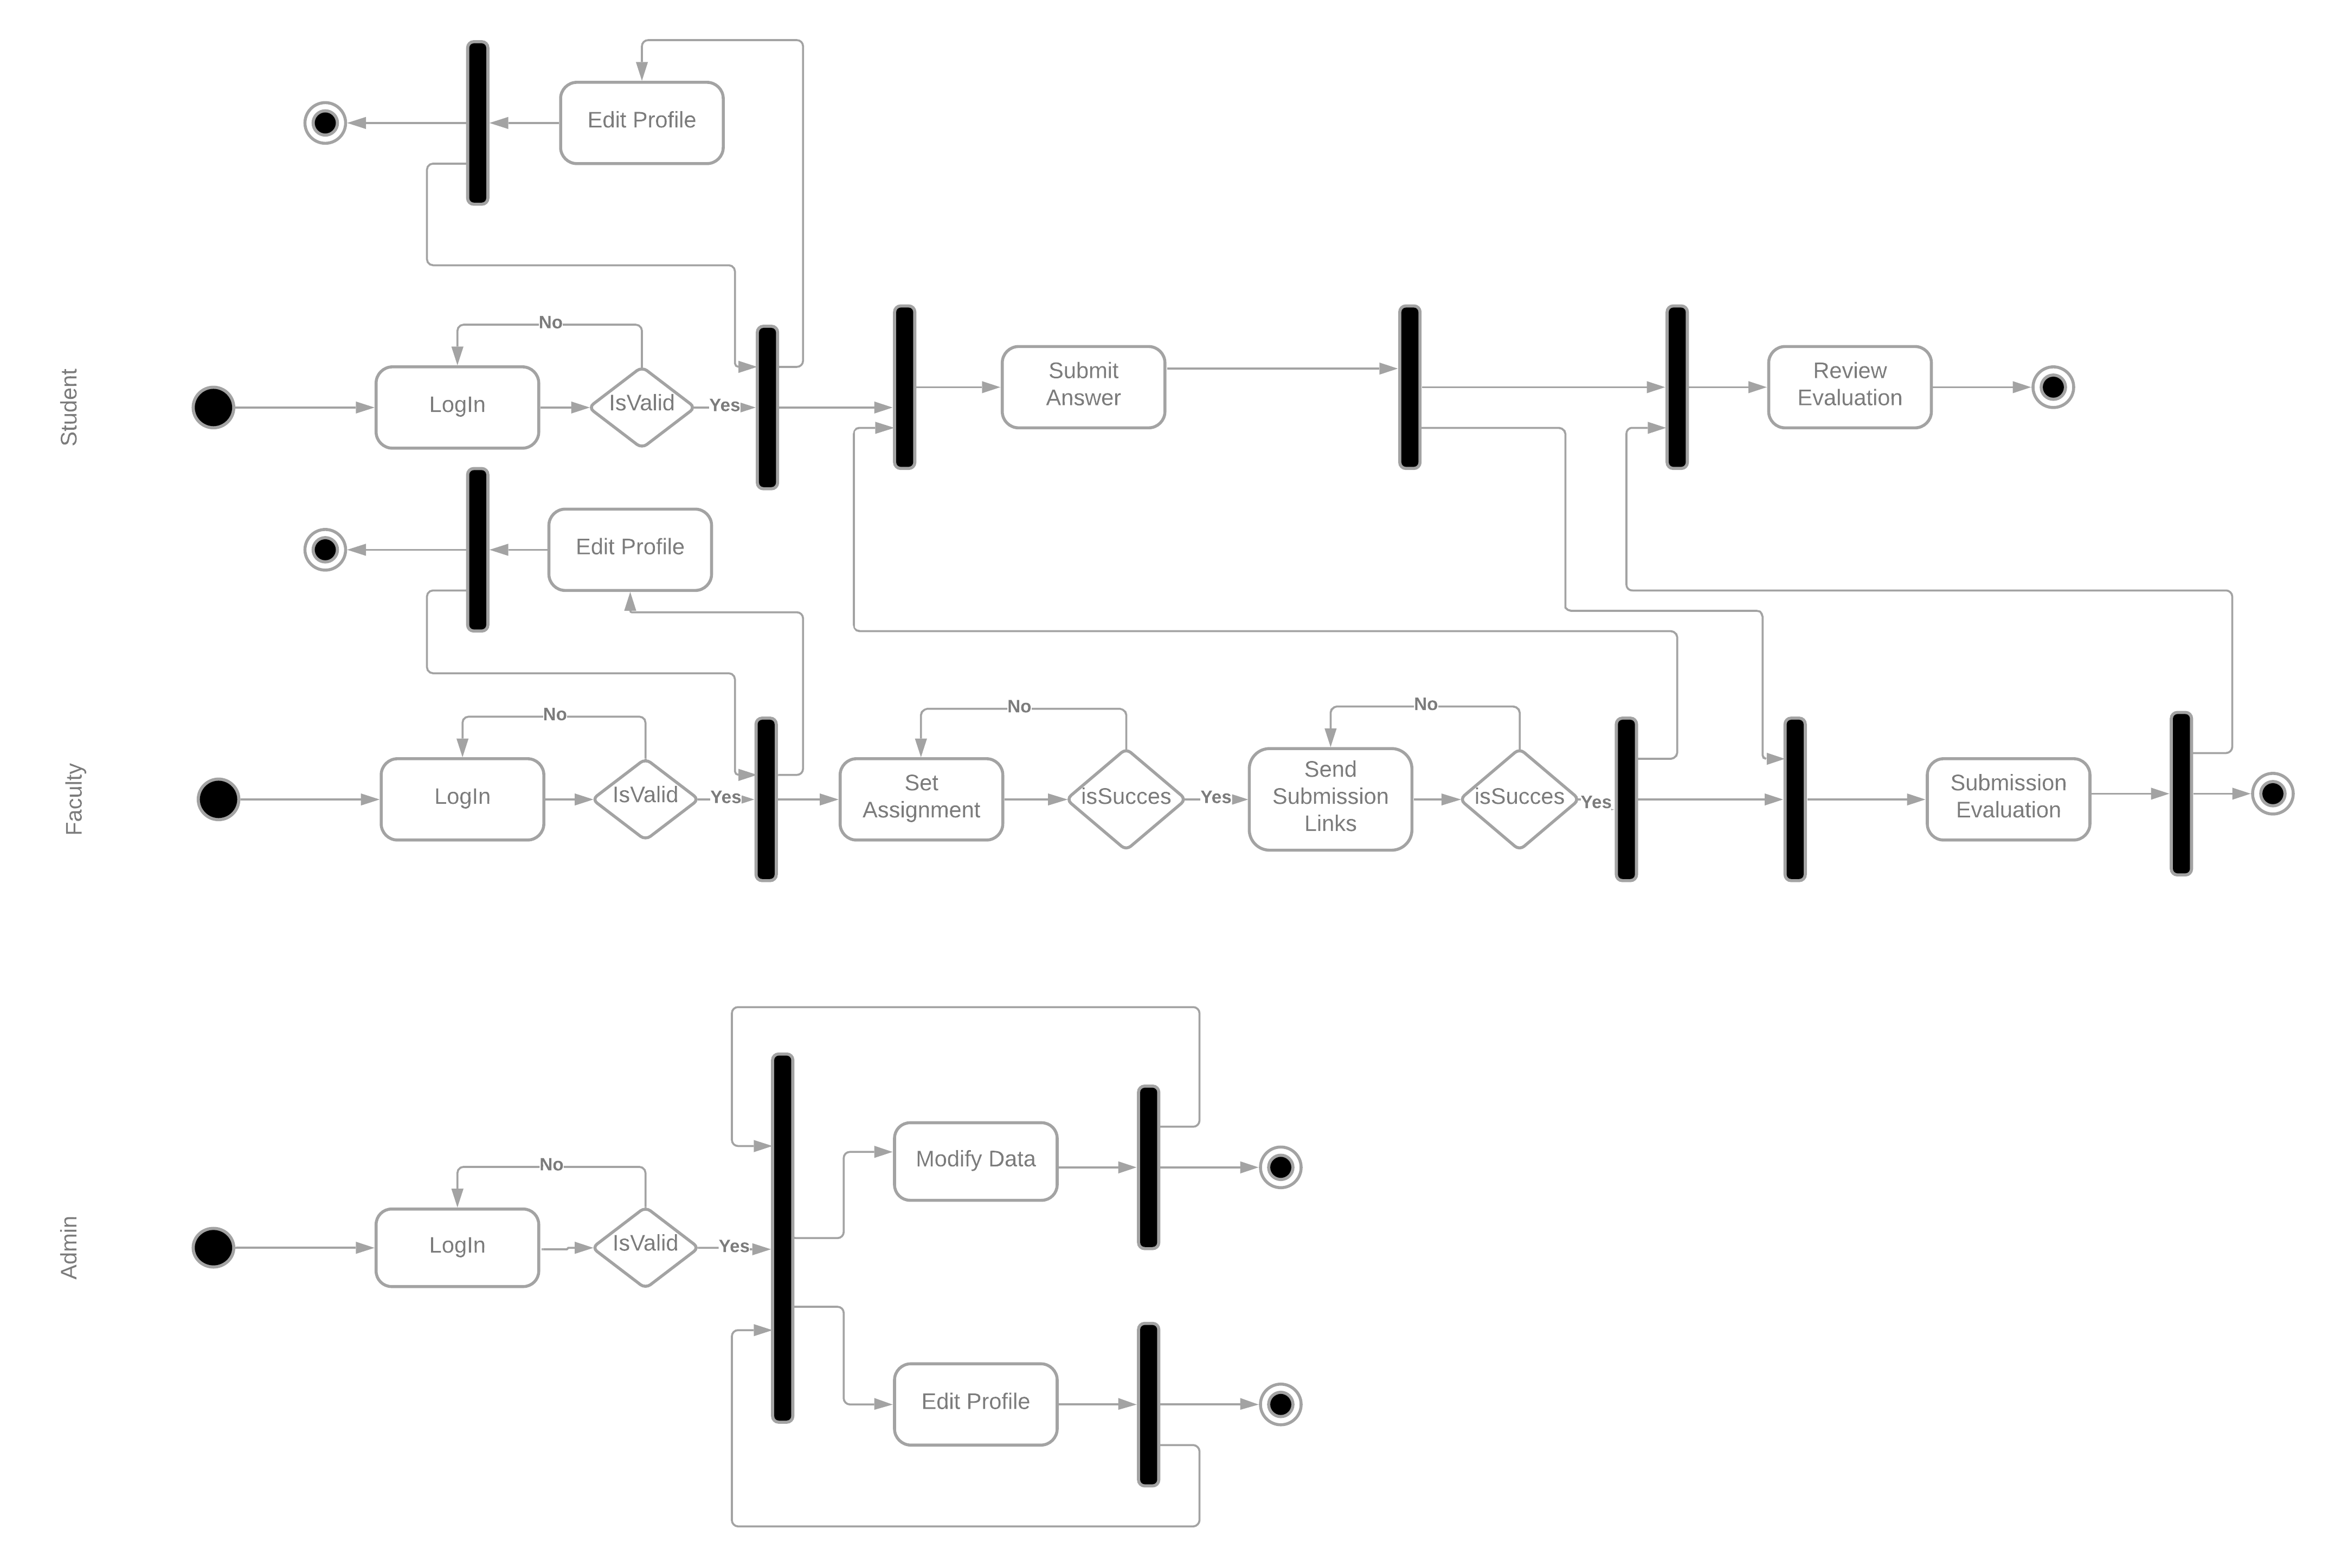 Edit Profile
No
Student
LogIn
IsValid
Yes
Submit
Answer
Review
Evaluation
Edit Profile
No
No
No
Faculty
LogIn
IsValid
Yes
Set
Assignment
isSucces
Yes
Send
Submission
Links
isSucces
Yes
Submission
Evaluation
No
Modify Data
Admin
LogIn
IsValid
Yes
Edit Profile